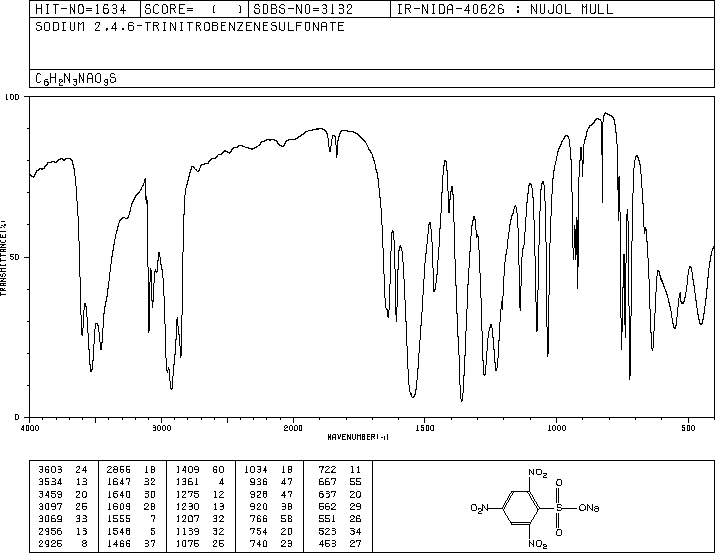 HIT-NO=1634 SCORE= ( ) SDBS-NO=3132 IR-NIDA-40626 : NUJOL MULL
SODIUM 2,4,6-TRINITROBENZENESULFONATE
C6H2N3NAO9S
100
50
0
TRANSMITTANCE(%)
4000 3000 2000 1500 1000 500
WAVENUMBER(-1)
3603 24 2866 18 1409 60 1034 18 722 11
3534 13 1647 32 1361 4 936 47 667 55
3459 20 1640 30 1275 12 928 47 637 20
3097 25 1609 28 1230 13 920 38 562 29
3069 33 1555 7 1207 32 766 58 551 26
2956 13 1548 5 1139 32 754 20 523 34
2925 8 1466 37 1075 25 740 23 453 27
NO2
O
NO2
S
ONa
O
NO2